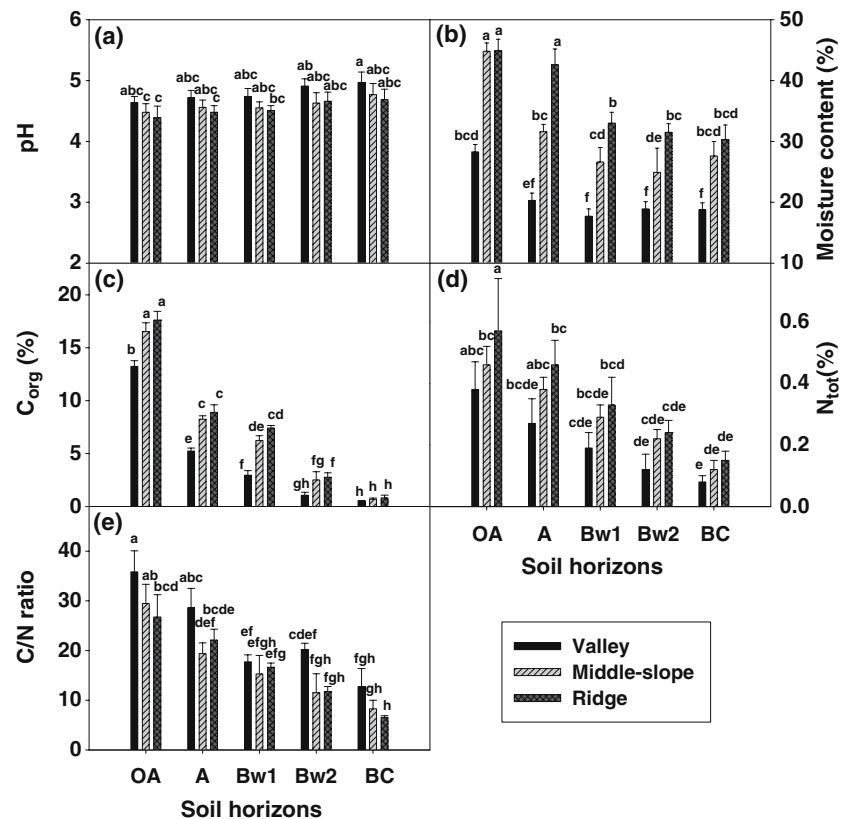 (a)
6
5
4
3
2
pH
abc abc c
abc abc c
abc abc bc
ab abc abc
a abc abc
(b)
50
40
30
20
10
Moisture content (%)
bcd a a
ef bc a
f cd b
f de bc
f bcd bcd
(c)
20
15
10
5
0
Corg (%)
b a a
e c c
f de cd
gh fg f
h h h
(d)
0.6
0.4
0.2
0.0
Ntot(%)
abc bc a
bcde abc bc
cde bcde bcd
de cde cde
e de de
OA A Bw1 Bw2 BC
Soil horizons
(e)
40
30
20
10
0
C/N ratio
a ab bcd
abc def bcde
ef efgh efg
cdef fgh fgh
fgh gh h
OA A Bw1 Bw2 BC
Soil horizons
Valley
Middle-slope
Ridge